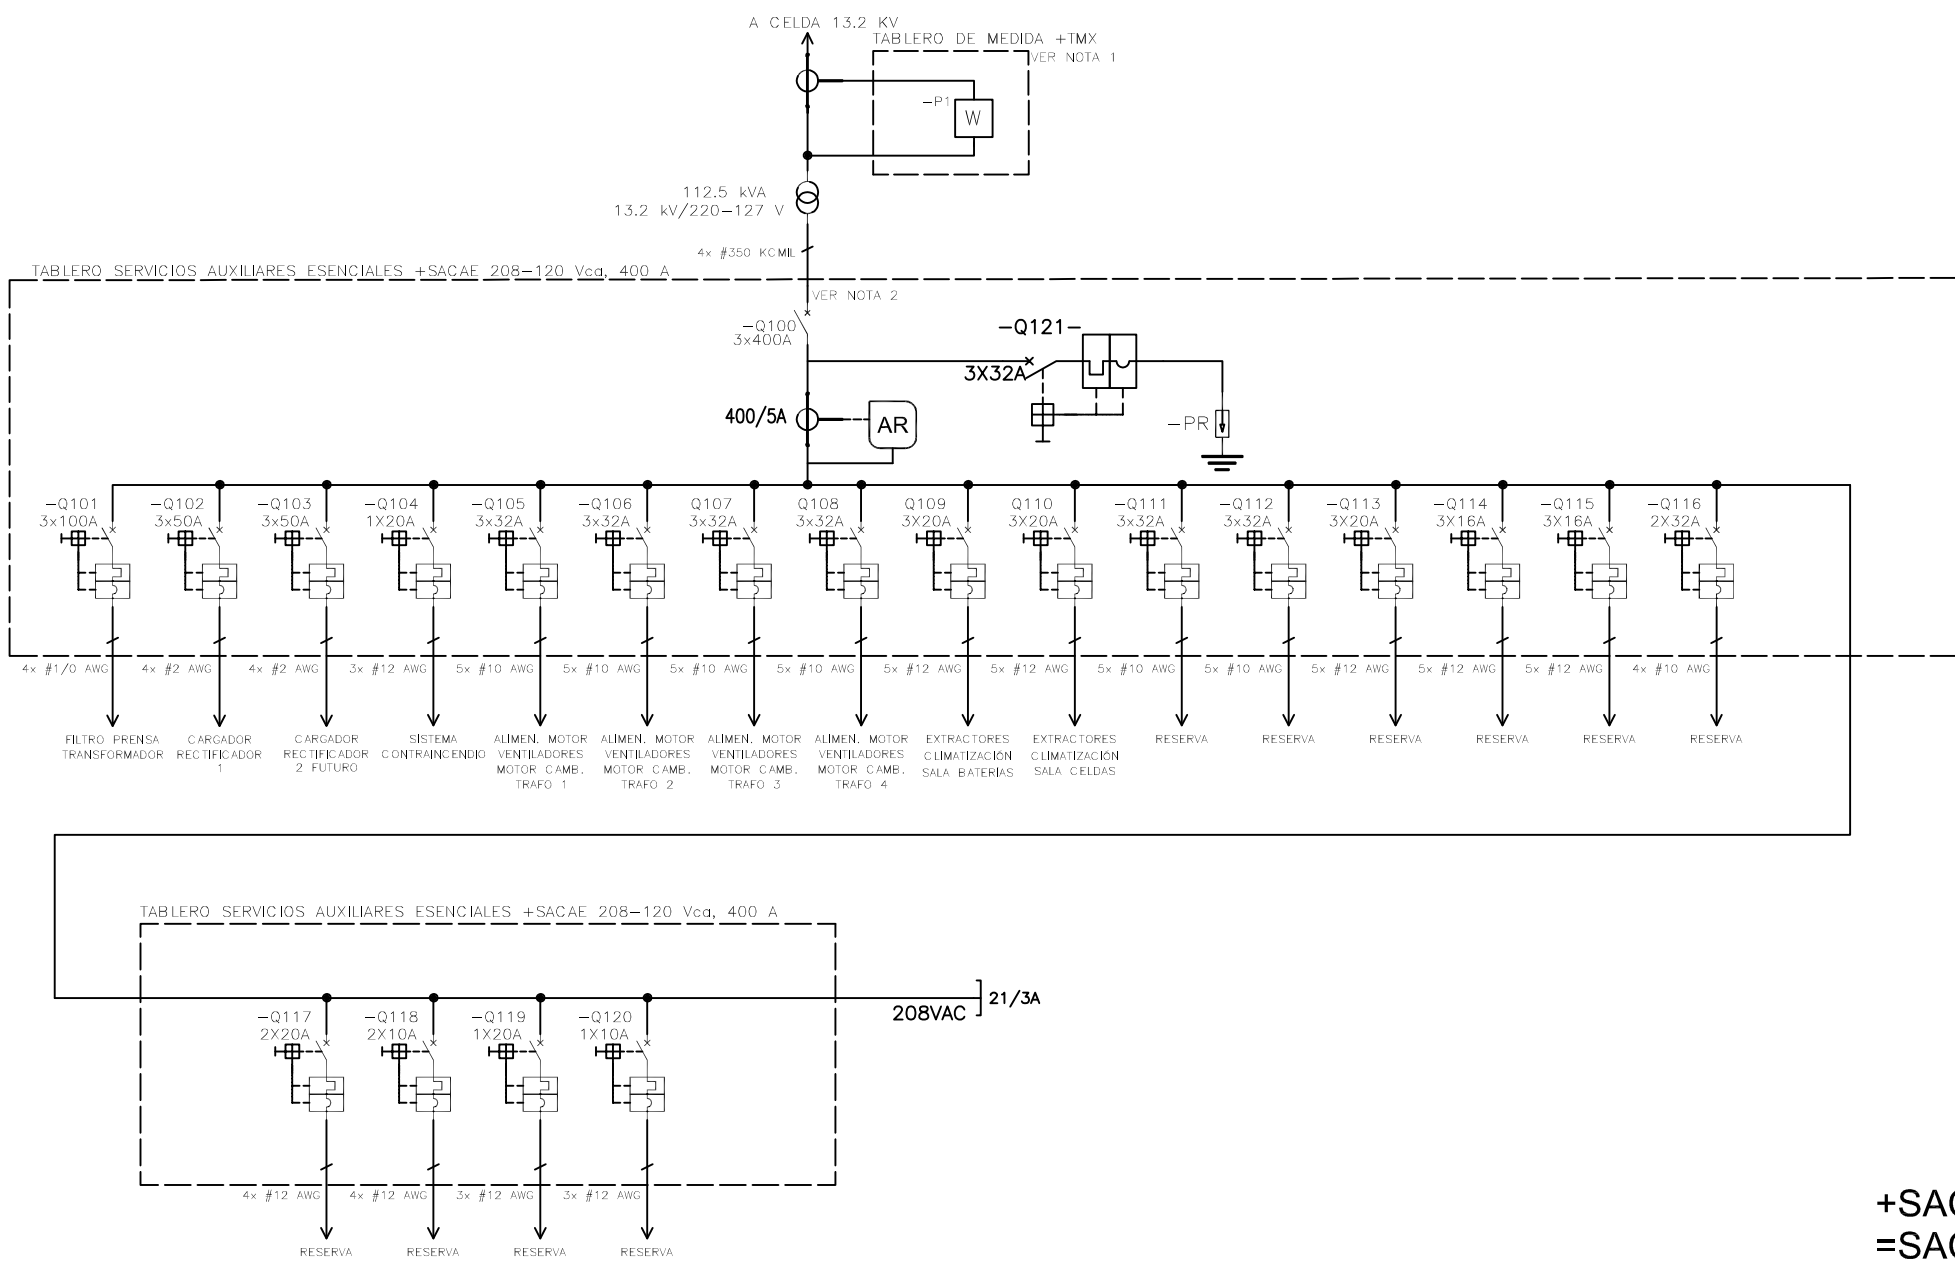 A CELDA 13.2 KV
TABLERO DE MEDIDA +TMX
VER NOTA 1
-P1
W
112.5 kVA
13.2 kV/220-127 V
4x #350 KCMIL
TABLERO SERVICIOS AUXILIARES ESENCIALES +SACAE 208-120 Vca, 400 A
VER NOTA 2
-Q100
3x400A
-Q121-
3X32A
400/5A
AR
-PR
-Q101
3x100A
-Q102
3x50A
-Q103
3x50A
-Q104
1X20A
-Q105
3x32A
-Q106
3x32A
Q107
3x32A
Q108
3x32A
Q109
3X20A
Q110
3X20A
-Q111
3x32A
-Q112
3x32A
-Q113
3X20A
-Q114
3X16A
-Q115
3X16A
-Q116
2X32A
4x #1/0 AWG
4x #2 AWG
4x #2 AWG
3x #12 AWG
5x #10 AWG
5x #10 AWG
5x #10 AWG
5x #10 AWG
5x #12 AWG
5x #12 AWG
5x #10 AWG
5x #10 AWG
5x #12 AWG
5x #12 AWG
5x #12 AWG
4x #10 AWG
FILTRO PRENSA
TRANSFORMADOR
CARGADOR
RECTIFICADOR
1
CARGADOR
RECTIFICADOR
2 FUTURO
SISTEMA
CONTRAINCENDIO
ALIMEN. MOTOR
VENTILADORES
MOTOR CAMB.
TRAFO 1
ALIMEN. MOTOR
VENTILADORES
MOTOR CAMB.
TRAFO 2
ALIMEN. MOTOR
VENTILADORES
MOTOR CAMB.
TRAFO 3
ALIMEN. MOTOR
VENTILADORES
MOTOR CAMB.
TRAFO 4
EXTRACTORES
CLIMATIZACIÓN
SALA BATERIAS
EXTRACTORES
CLIMATIZACIÓN
SALA CELDAS
RESERVA
RESERVA
RESERVA
RESERVA
RESERVA
RESERVA
TABLERO SERVICIOS AUXILIARES ESENCIALES +SACAE 208-120 Vca, 400 A
208VAC
21/3A
-Q117
2X20A
-Q118
2X10A
-Q119
1X20A
-Q120
1X10A
4x #12 AWG
4x #12 AWG
3x #12 AWG
3x #12 AWG
RESERVA
RESERVA
RESERVA
RESERVA